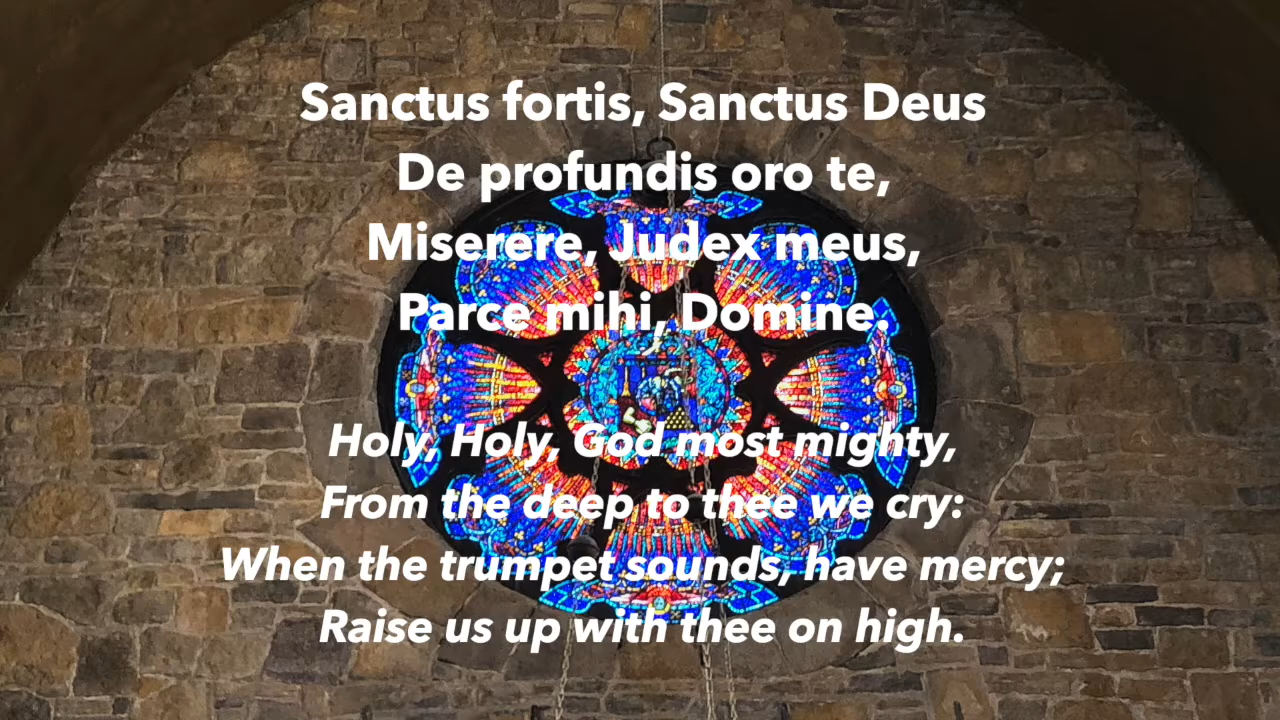 Sanctus fortis, Sanctus Deus
De profundis oro te,
Miserere, Judex meus,
Parce mihi, Domine.
Holy, Holy, God most mighty,
From the deep to thee we cry:
When the trumpet sounds, have mercy;
Raise us up with thee on high.